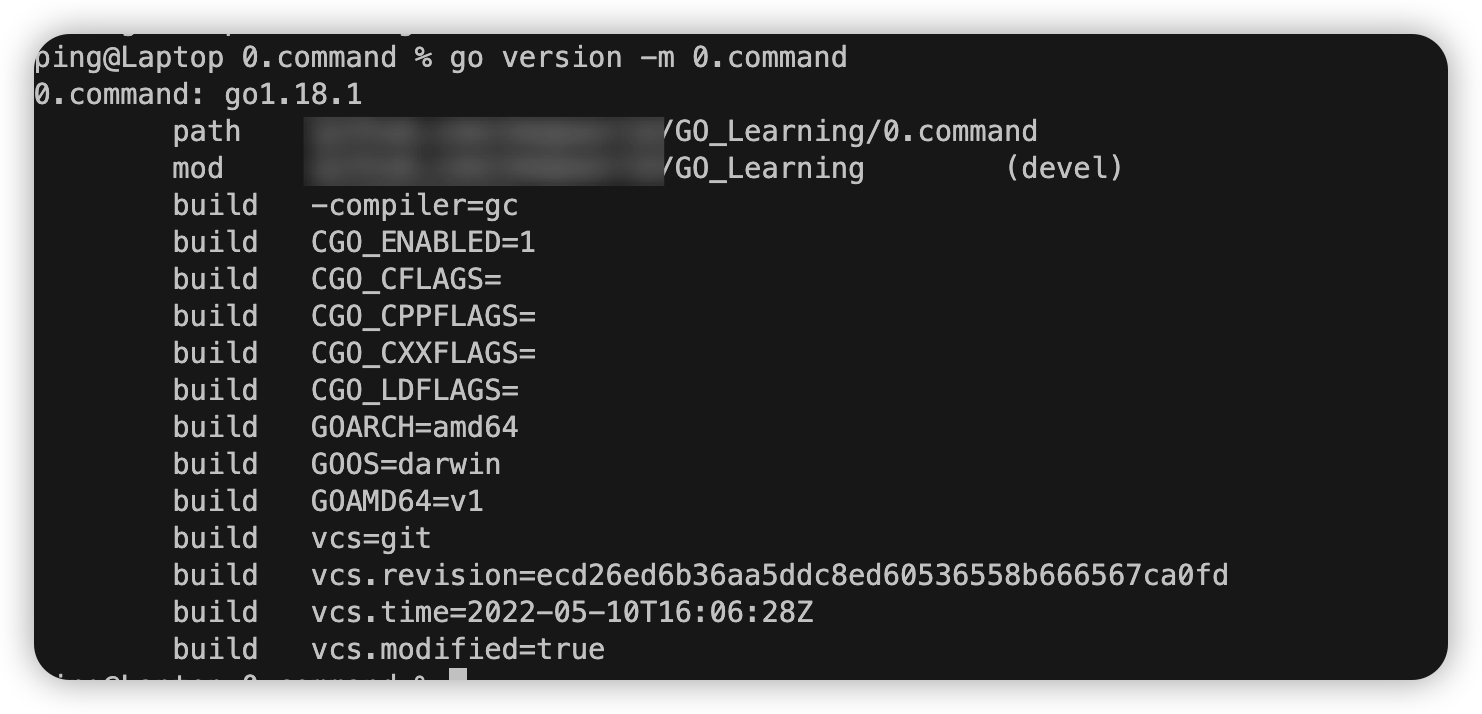 ping@Laptop 0.command % go version -m 0.command
0.command: go1.18.1
path /GO_Learning/0.command
mod /GO_Learning (devel)
build -compiler=gc
build CGO_ENABLED=1
build CGO_CFLAGS=
build CGO_CPPFLAGS=
build CGO_CXXFLAGS=
build CGO_LDFLAGS=
build GOARCH=amd64
build GOOS=darwin
build GOAMD64=v1
build vcs=git
build vcs.revision=ecd26ed6b36aa5ddc8ed60536558b666567ca0fd
build vcs.time=2022-05-10T16:06:28Z
build vcs.modified=true